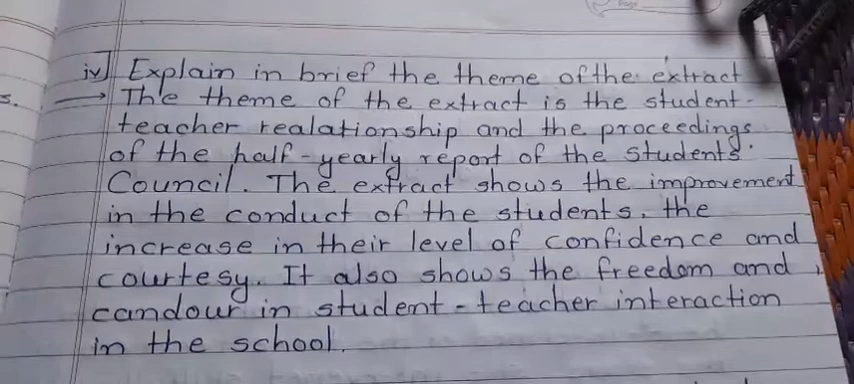 iv] Explain in brief the theme of the extract
s. → The theme of the extract is the student-
teacher realationship and the proceedings
of the half-yearly report of the students'
Council. The extract shows the improvement
in the conduct of the students, the
increase in their level of confidence and
courtesy. It also shows the freedom and
candour in student-teacher interaction
in the school.